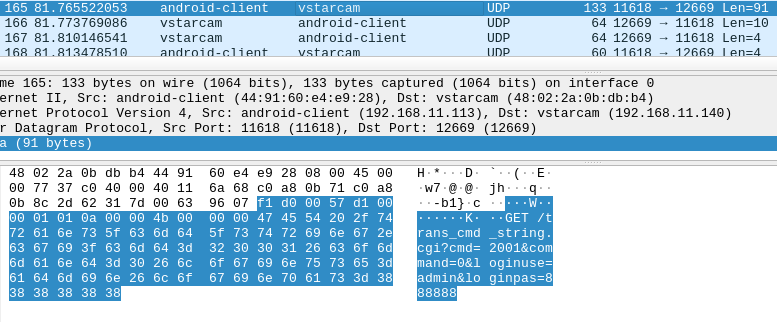 165 81.765522053 android-client vstarcam UDP 133 11618 → 12669 Len=91
166 81.773769086 vstarcam android-client UDP 64 11618 → 12669 Len=10
167 81.810146541 vstarcam android-client UDP 64 11618 → 12669 Len=4
168 81.813478510 android-client vstarcam UDP 60 11618 → 12669 Len=4
me 165: 133 bytes on wire (1064 bits), 133 bytes captured (1064 bits) on interface 0
ernet II, Src: android-client (44:91:60:e4:e9:28), Dst: vstarcam (48:02:2a:0b:db:b4)
ernet Protocol Version 4, Src: android-client (192.168.11.113), Dst: vstarcam (192.168.11.140)
r Datagram Protocol, Src Port: 11618 (11618), Dst Port: 12669 (12669)
a (91 bytes)
48 02 2a 0b db b4 44 91 60 e4 e9 28 08 00 45 00 H·*···D· `··(··E·
00 77 37 c0 40 00 40 11 6a 68 c0 a8 0b 71 c0 a8 ·w7·@·@· jh···q··
0b 8c 2d 62 31 7d 00 63 96 07 f1 d0 00 57 d1 00 ··-b1}·c ·····W··
00 01 01 0a 00 00 4b 00 00 00 47 45 54 20 2f 74 ······K· ··GET /t
72 61 6e 73 5f 63 6d 64 5f 73 74 72 69 6e 67 2e rans_cmd _string.
63 67 69 3f 63 6d 64 3d 32 30 30 31 26 63 6f 6d cgi?cmd= 2001&com
6d 61 6e 64 3d 30 26 6c 6f 67 69 6e 75 73 65 3d mand=0&l oginuse=
61 64 6d 69 6e 26 6c 6f 67 69 6e 70 61 73 3d 38 admin&lo ginpas=8
38 38 38 38 38 88888